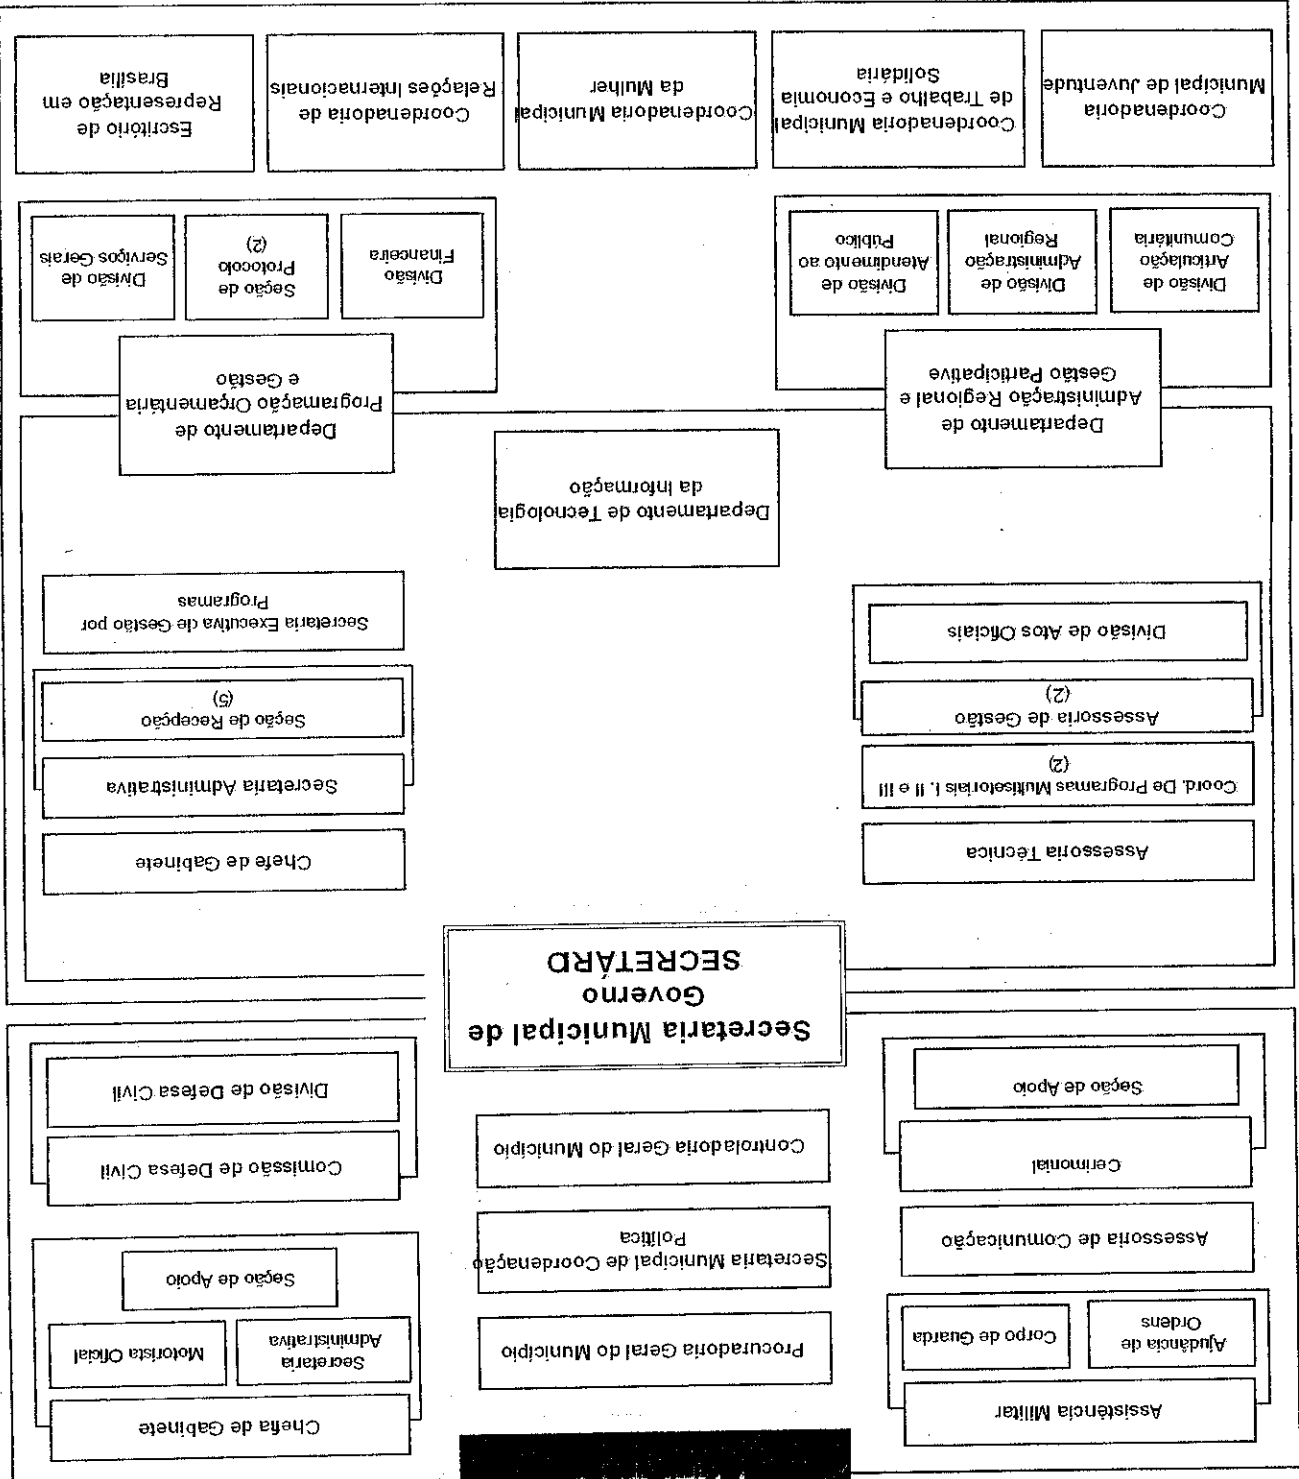 Assistência Militar
Ajudância de
Ordens
Corpo de Guarda
Assessoria de Comunicação
Cerimonial
Seção de Apoio
Procuradoria Geral do Município
Secretaria Municipal de Coordenação
Política
Controladoria Geral do Município
Chefia de Gabinete
Secretaria
Administrativa
Motorista Oficial
Seção de Apoio
Comissão de Defesa Civil
Divisão de Defesa Civil
Secretaria Municipal de
Governo
SECRETÁRD
Assessoria Técnica
Coord. De Programas Multisetoriais I, II e III
(2)
Assessoria de Gestão
(2)
Divisão de Atos Oficiais
Chefe de Gabinete
Secretaria Administrativa
Seção de Recepção
(5)
Secretaria Executiva de Gestão por
Programas
Departamento de Tecnologia
da Informação
Departamento de
Administração Regional e
Gestão Participative
Divisão de
Articulação
Comunitária
Divisão de
Administração
Regional
Divisão de
Atendimento ao
Público
Departamento de
Programação Orçamentária
e Gestão
Divisão
Financeira
Seção de
Protocolo
(2)
Divisão de
Serviços Gerais
Coordenadoria
Municipal de Juventude
Coordenadoria Municipal
de Trabalho e Economia
Solidária
Coordenadoria Municipal
da Mulher
Coordenadoria de
Relações Internacionais
Escritório de
Representação em
Brasília